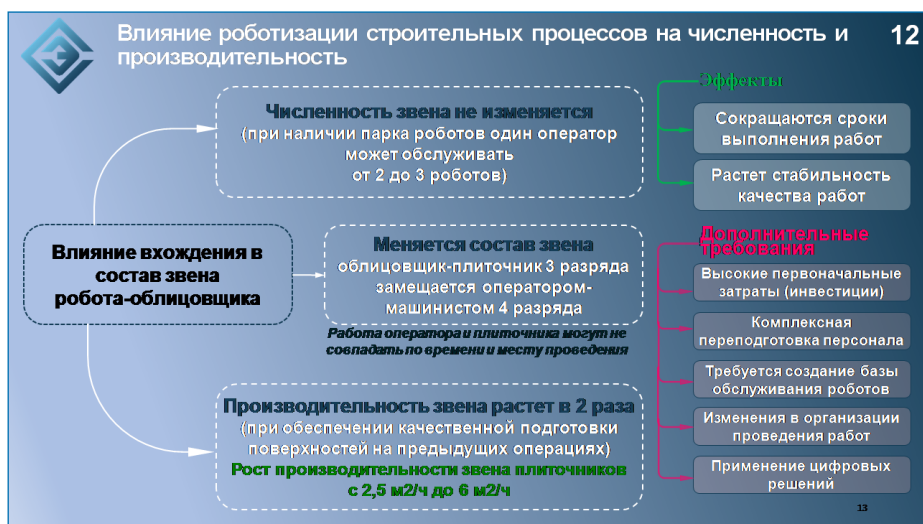 Влияние роботизации строительных процессов на численность и
производительность
12
Численность звена не изменяется
(при наличии парка роботов один оператор
может обслуживать
от 2 до 3 роботов)
Влияние вхождения в
состав звена
робота-облицовщика
Меняется состав звена
облицовщик-плиточник 3 разряда
замещается оператором-
машинистом 4 разряда
Работа оператора и плиточника могут не
совпадать по времени и месту проведения
Производительность звена растет в 2 раза
(при обеспечении качественной подготовки
поверхностей на предыдущих операциях)
Рост производительности звена плиточников
с 2,5 м2/ч до 6 м2/ч
Эффекты
Сокращаются сроки
выполнения работ
Растет стабильность
качества работ
Дополнительные
требования
Высокие первоначальные
затраты (инвестиции)
Комплексная
переподготовка персонала
Требуется создание базы
обслуживания роботов
Изменения в организации
проведения работ
Применение цифровых
решений
13